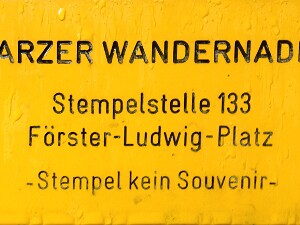 ARZER WANDERNAD
Stempelstelle 133
Förster-Ludwig-Platz
-Stempel kein Souvenir-